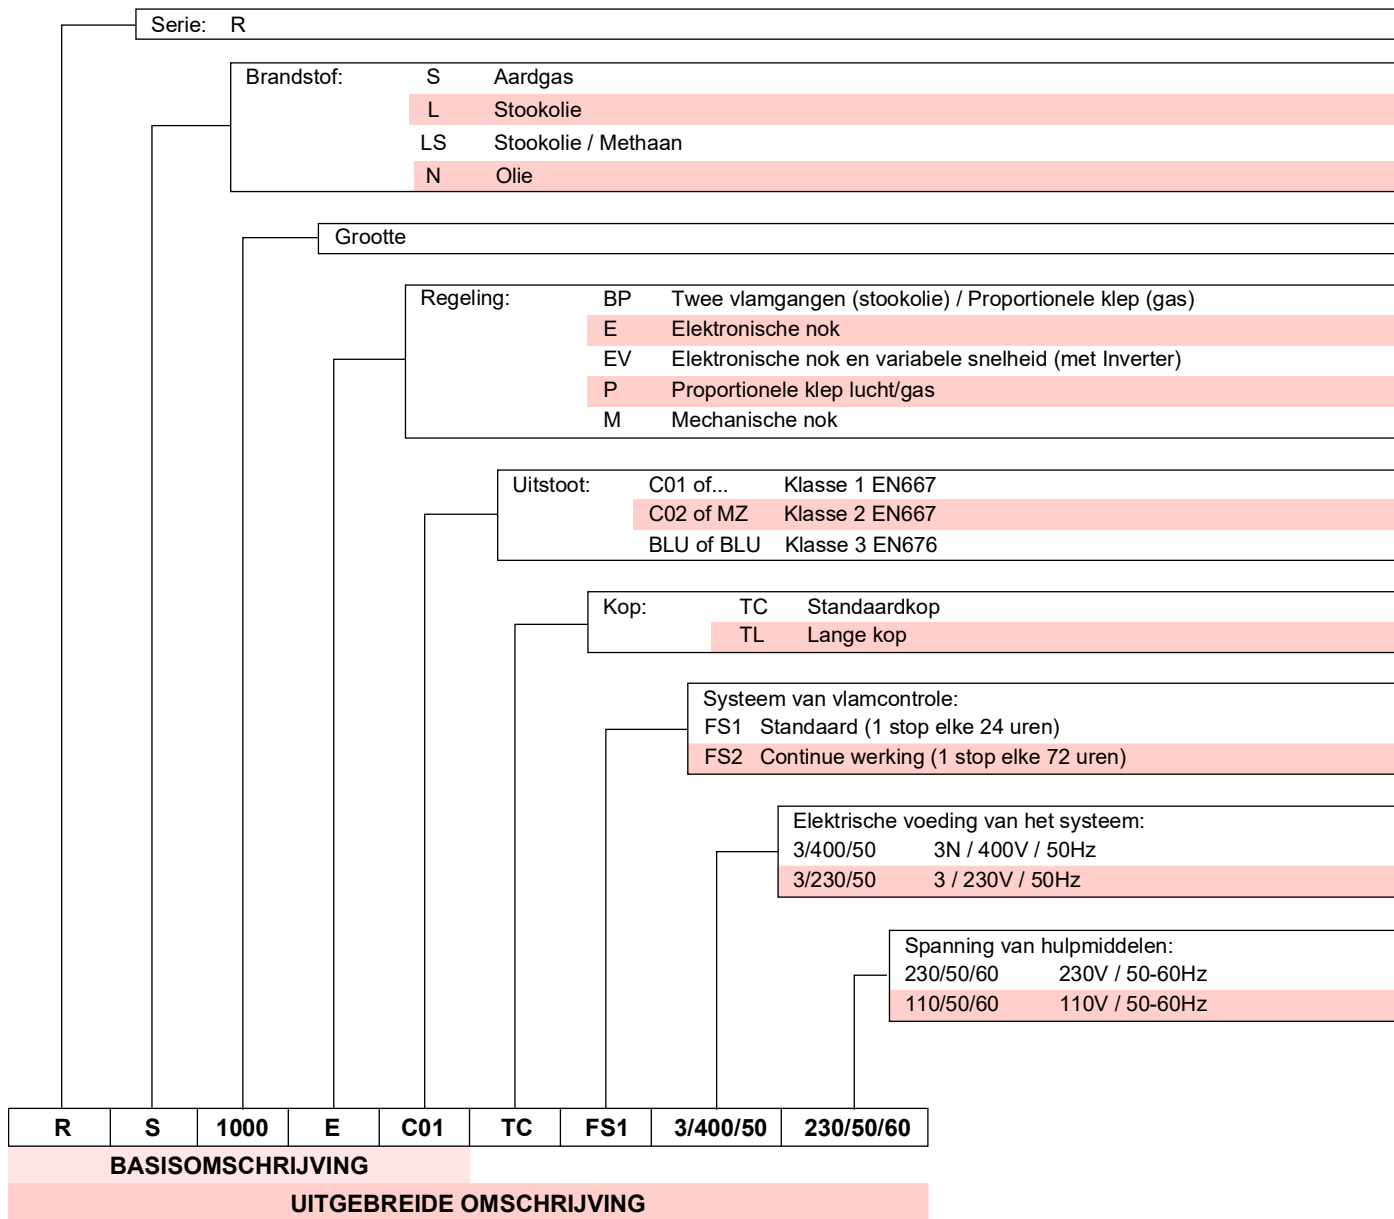 Serie: R
Brandstof: S Aardgas
L Stookolie
LS Stookolie / Methaan
N Olie
Grootte
Regeling: BP Twee vlamgangen (stookolie) / Proportionele klep (gas)
E Elektronische nok
EV Elektronische nok en variabele snelheid (met Inverter)
P Proportionele klep lucht/gas
M Mechanische nok
Uitstoot: C01 of... Klasse 1 EN667
C02 of MZ Klasse 2 EN667
BLU of BLU Klasse 3 EN676
Kop: TC Standaardkop
TL Lange kop
Systeem van vlamcontrole:
FS1 Standaard (1 stop elke 24 uren)
FS2 Continue werking (1 stop elke 72 uren)
Elektrische voeding van het systeem:
3/400/50 3N / 400V / 50Hz
3/230/50 3 / 230V / 50Hz
Spanning van hulpmiddelen:
230/50/60 230V / 50-60Hz
110/50/60 110V / 50-60Hz
R S 1000 E C01 TC FS1 3/400/50 230/50/60
BASISOMSCHRIJVING
UITGEBREIDE OMSCHRIJVING